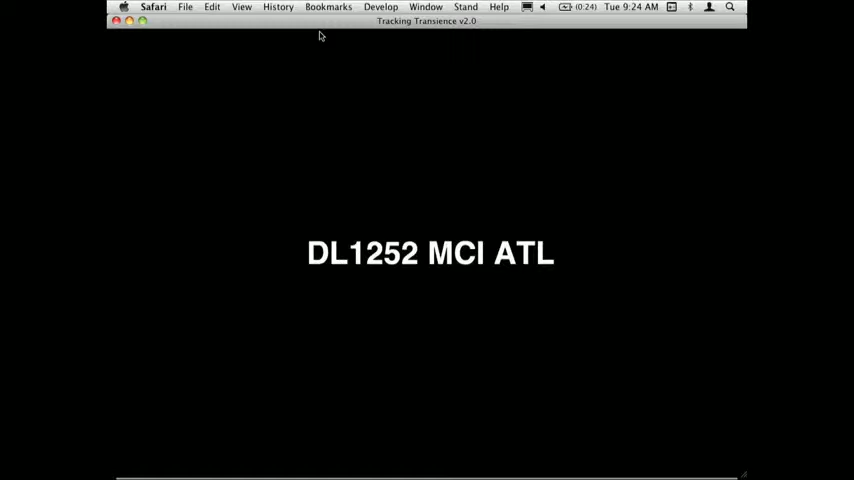 Safari File Edit View History Bookmarks Develop Window Stand Help (0:24) Tue 9:24 AM
Tracking Transience v2.0
DL1252 MCI ATL